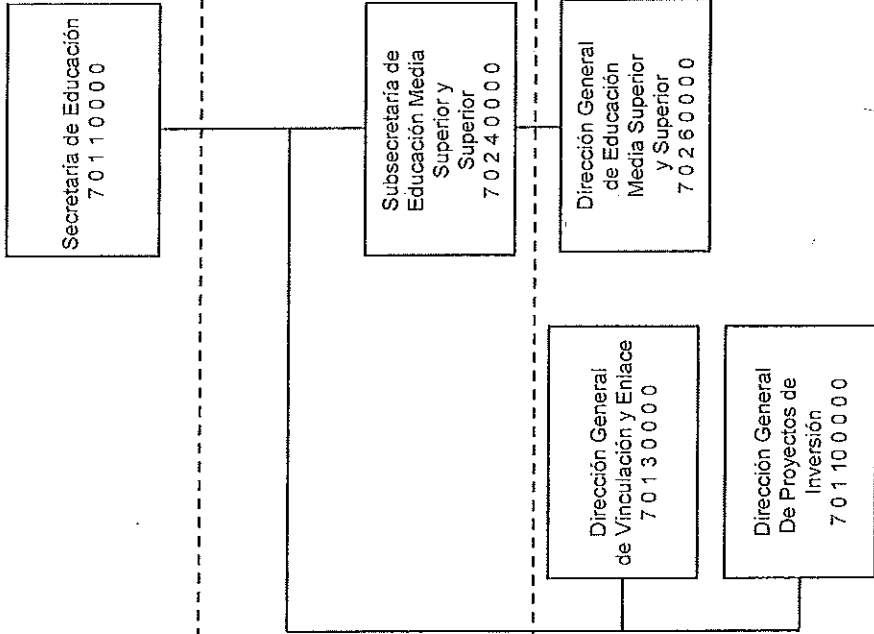 Secretaria de Educación
7 0 1 1 0 0 0 0
Subsecretaria de
Educación Media
Superior y
Superior
7 0 2 4 0 0 0 0
Dirección General
de Vinculación y Enlace
7 0 1 3 0 0 0 0
Dirección General
de Educación
Media Superior
y Superior
7 0 2 6 0 0 0 0
Dirección General
De Proyectos de
Inversión
7 0 1 1 0 0 0 0 0